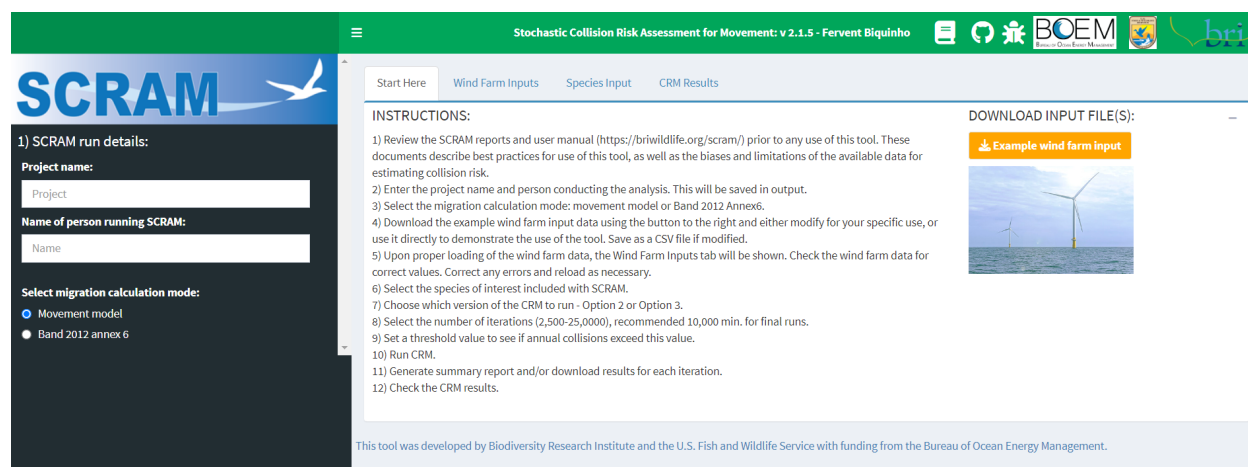 Stochastic Collision Risk Assessment for Movement: v 2.1.5 - Fervent Biquinho
BOEM
Bureau of Ocean Energy Management
bri
SCRAM
1) SCRAM run details:
Project name:
Project
Name of person running SCRAM:
Name
Select migration calculation mode:
Movement model
Band 2012 annex 6
Start Here Wind Farm Inputs Species Input CRM Results
INSTRUCTIONS:
1) Review the SCRAM reports and user manual (https://briwildlife.org/scram/) prior to any use of this tool. These
documents describe best practices for use of this tool, as well as the biases and limitations of the available data for
estimating collision risk.
2) Enter the project name and person conducting the analysis. This will be saved in output.
3) Select the migration calculation mode: movement model or Band 2012 Annex6.
4) Download the example wind farm input data using the button to the right and either modify for your specific use, or
use it directly to demonstrate the use of the tool. Save as a CSV file if modified.
5) Upon proper loading of the wind farm data, the Wind Farm Inputs tab will be shown. Check the wind farm data for
correct values. Correct any errors and reload as necessary.
6) Select the species of interest included with SCRAM.
7) Choose which version of the CRM to run - Option 2 or Option 3.
8) Select the number of iterations (2,500-25,0000), recommended 10,000 min. for final runs.
9) Set a threshold value to see if annual collisions exceed this value.
10) Run CRM.
11) Generate summary report and/or download results for each iteration.
12) Check the CRM results.
DOWNLOAD INPUT FILE(S):
Example wind farm input
This tool was developed by Biodiversity Research Institute and the U.S. Fish and Wildlife Service with funding from the Bureau of Ocean Energy Management.